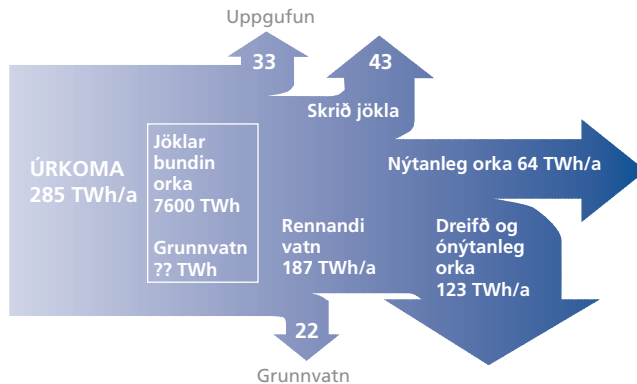 Uppgufun
33
43
Skrið jökla
ÚRKOMA
285 TWh/a
Jöklar
bundin
orka
7600 TWh
Grunnvatn
?? TWh
Nýtanleg orka 64 TWh/a
Rennandi
vatn
187 TWh/a
Dreifð og
ónýtanleg
orka
123 TWh/a
22
Grunnvatn